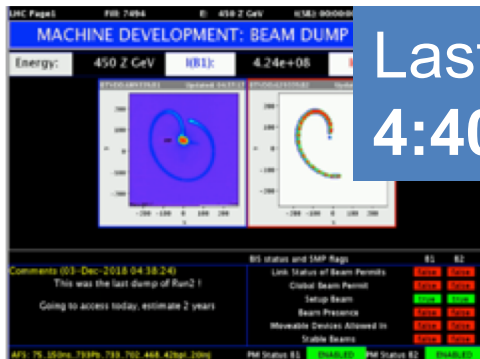 LHC Page1 Fill: 7494 E: 450 Z GeV
MACHINE DEVELOPMENT: BEAM DUMP
Last
4:40
Energy: 450 Z GeV I(B1): 4.24e+08
Updated
BIS status and SMP flags B1 B2
Comments (03-Dec-2018 04:38:24)
This was the last dump of Run2 !
Going to access today, estimate 2 years
Link Status of Beam Permits false false
Global Beam Permit false false
Setup Beam true true
Beam Presence false false
Moveable Devices Allowed In false false
Stable Beams false false
PM Status B1 ENABLED PM Status B2 ENABLED